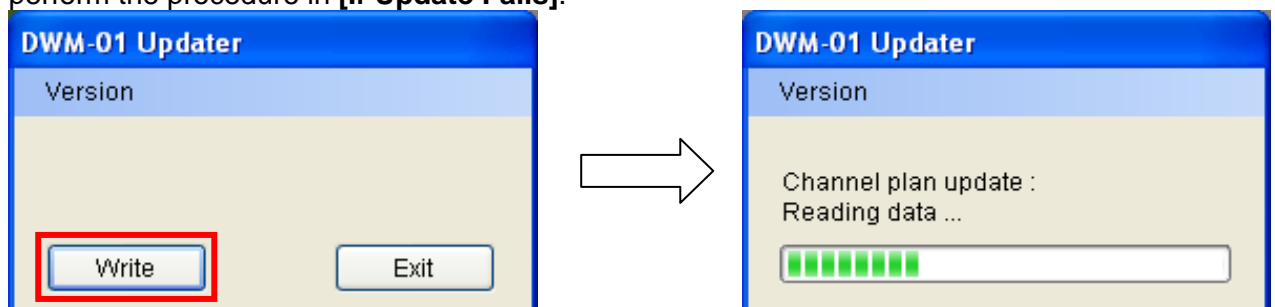 perform the procedure in [If Update Fails].
DWM-01 Updater
Version
Write
Exit
DWM-01 Updater
Version
Channel plan update :
Reading data ...